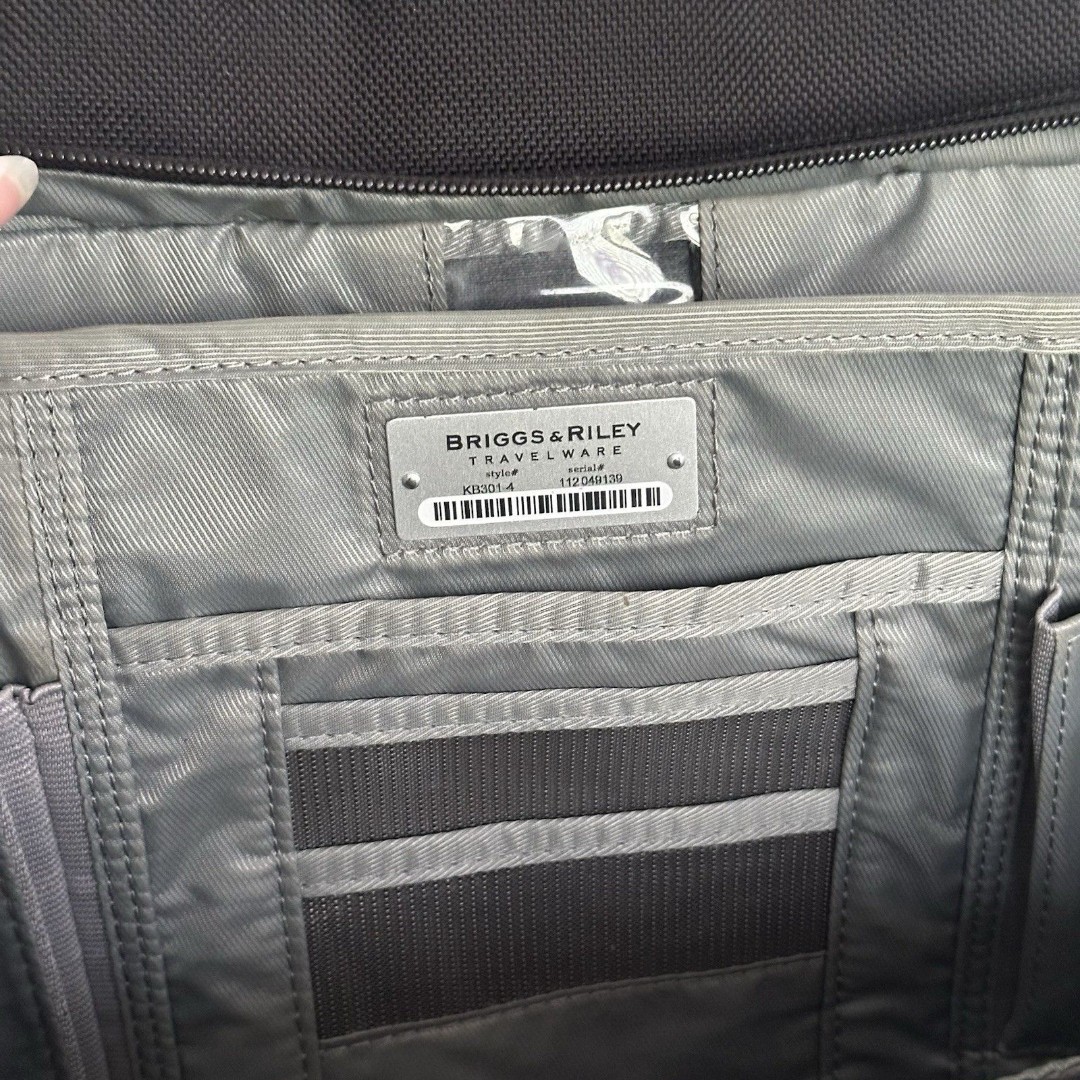 BRIGGS & RILEY
TRAVELWARE
style# serial#
KB301-4 112049139